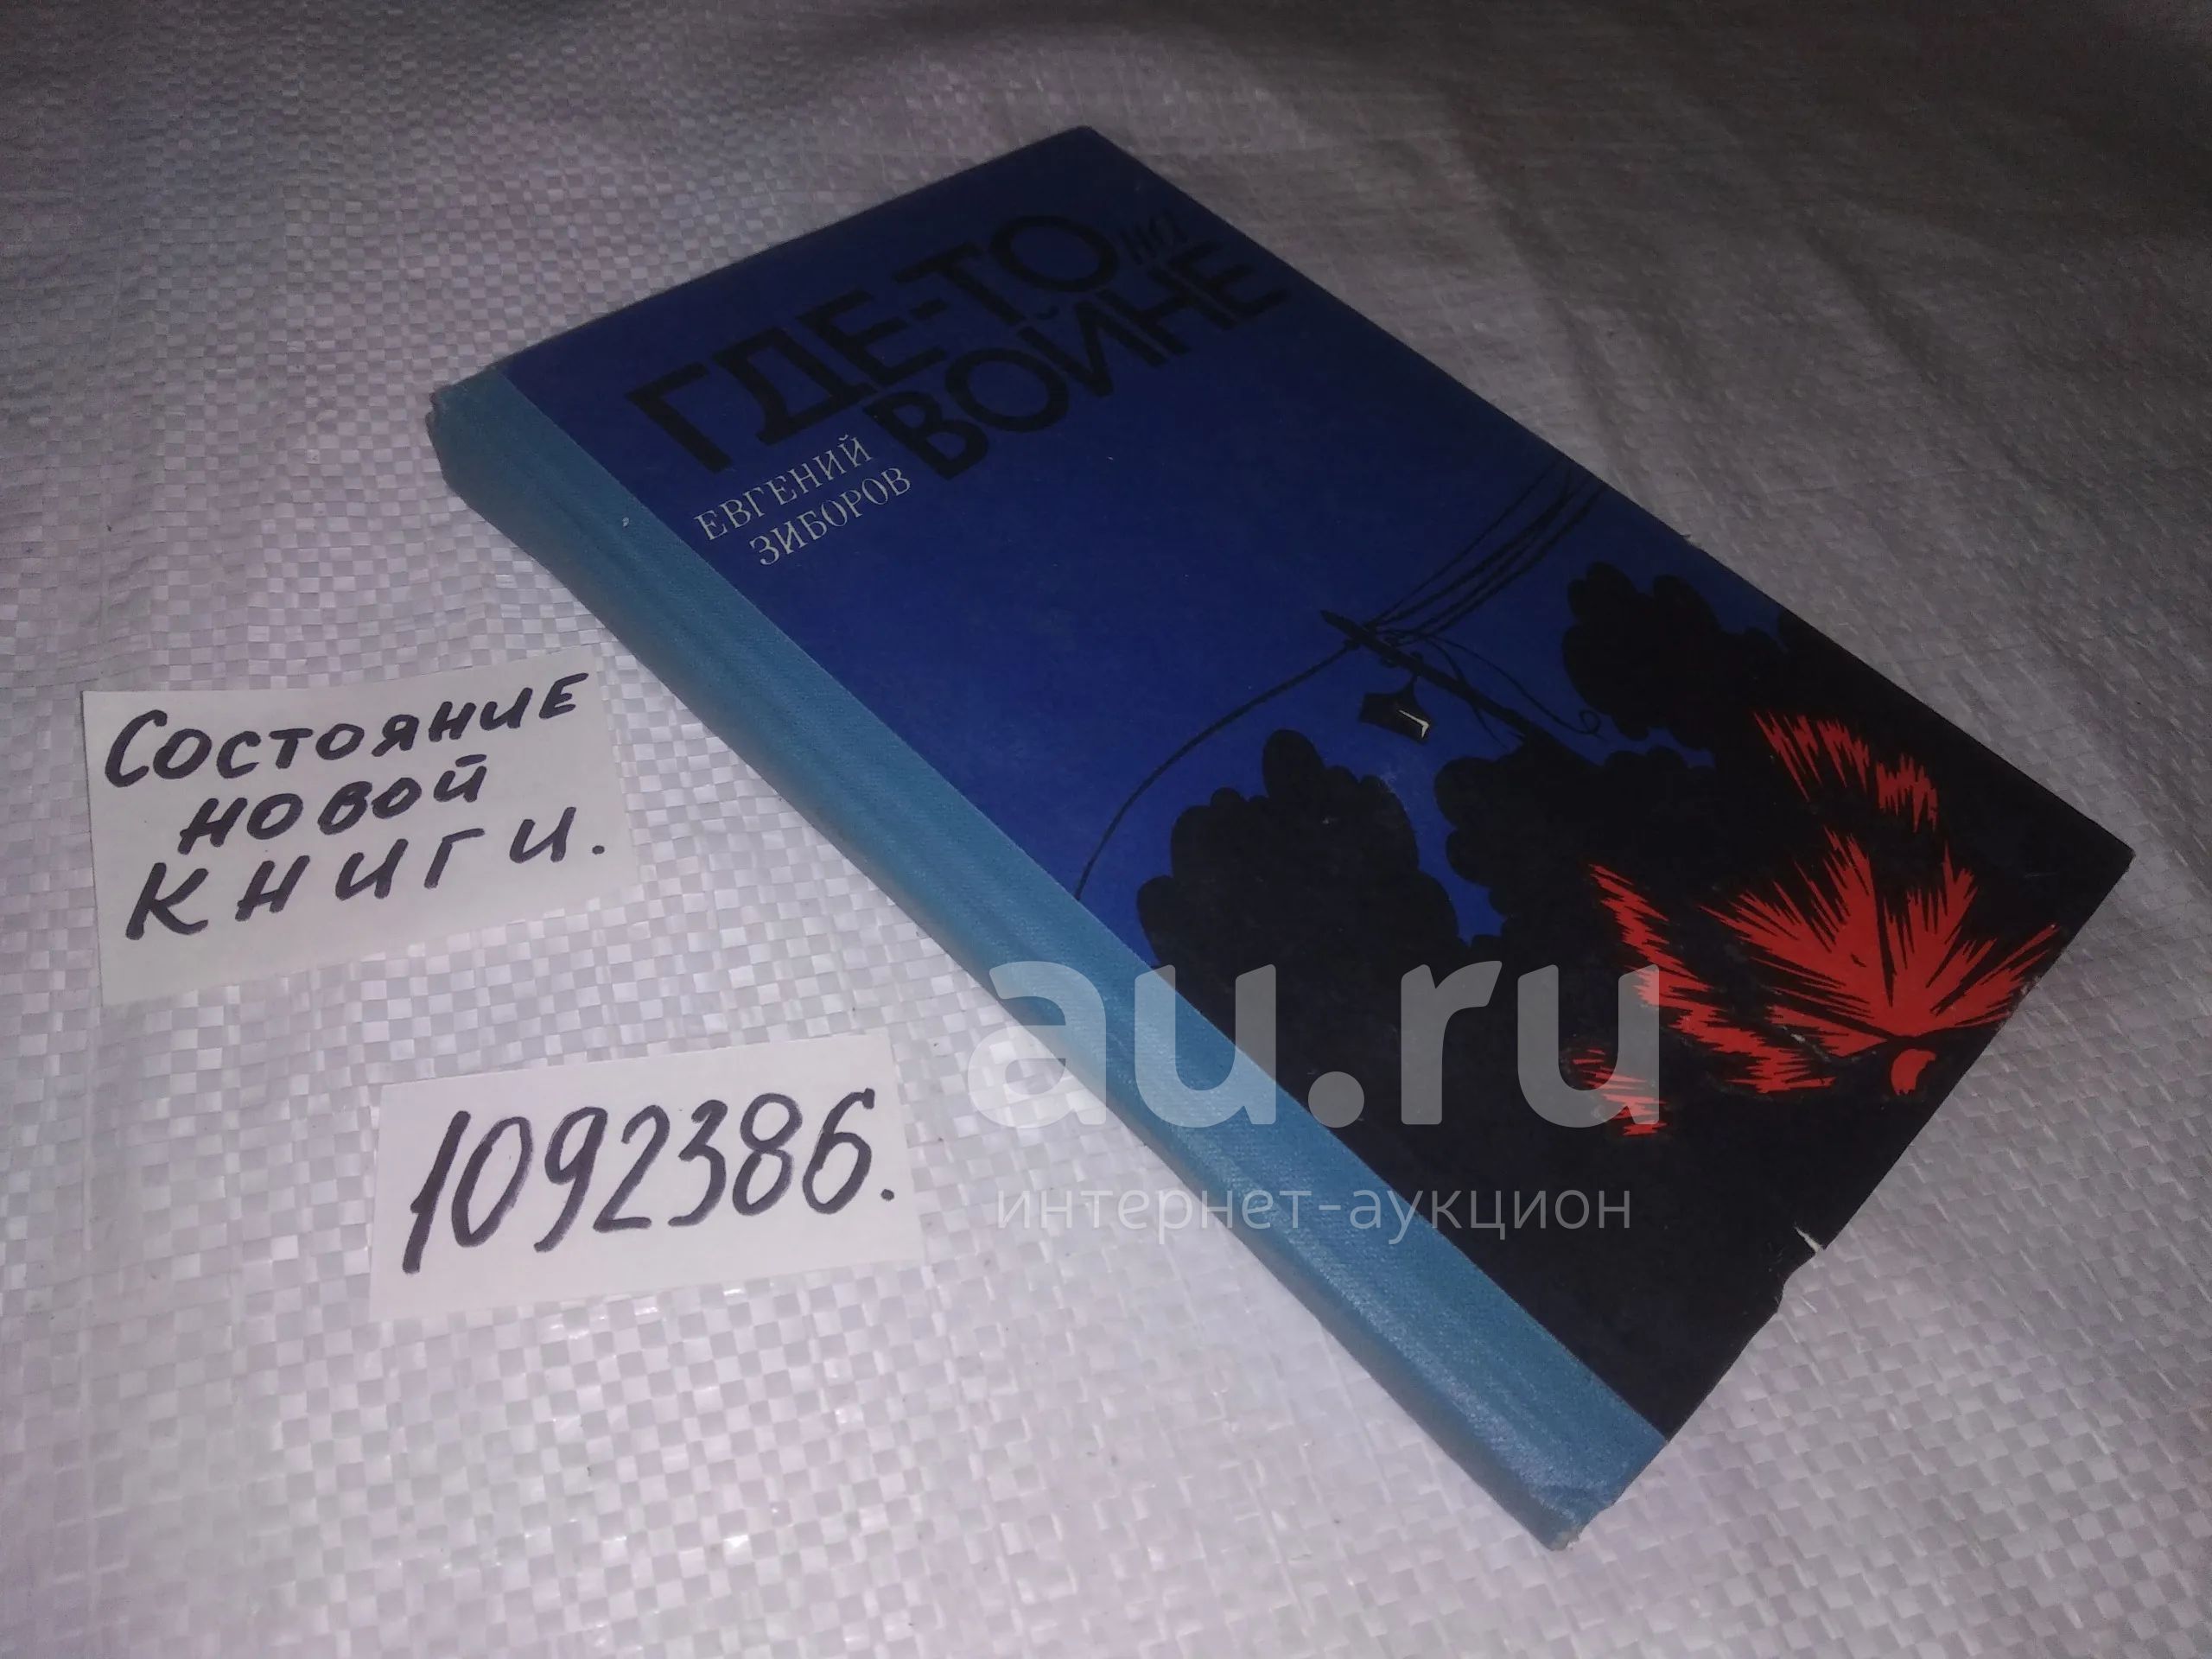 ГДЕ-ТО на
ВОЙНЕ
ЕВГЕНИЙ
ЗИБОРОВ
Состояние
новой
книги.
1092386.
au.ru
интернет-аукцион